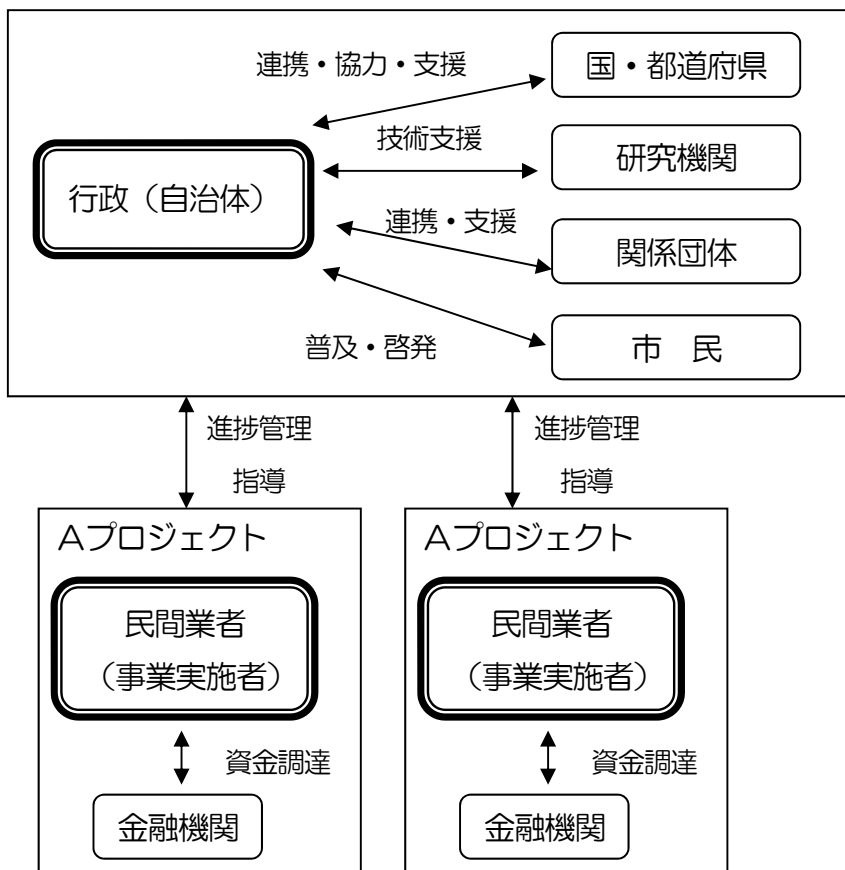 連携・協力・支援
国・都道府県
技術支援
研究機関
行政（自治体）
連携・支援
関係団体
普及・啓発
市　民
進捗管理
指導
進捗管理
指導
Aプロジェクト
民間業者
（事業実施者）
資金調達
金融機関
Aプロジェクト
民間業者
（事業実施者）
資金調達
金融機関